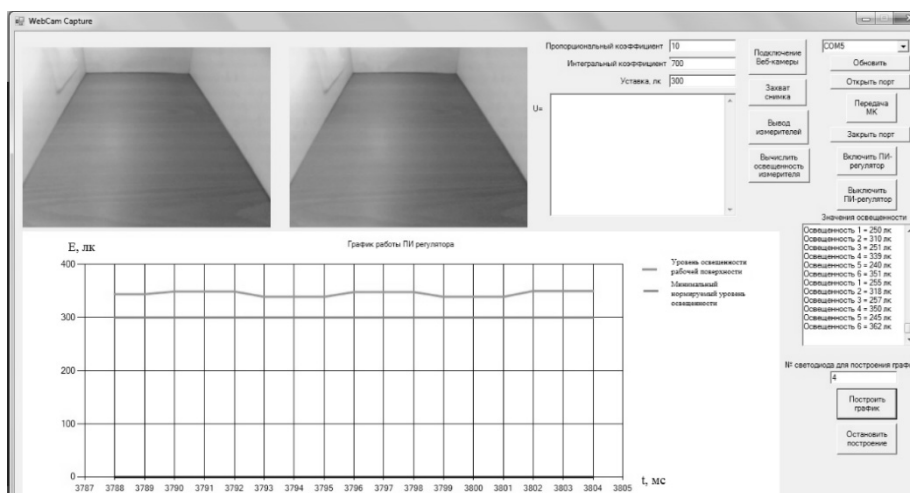 WebCam Capture
Пропорциональный коэффициент 10
Интегральный коэффициент 700
Уставка, лк 300
U=
Подключение
Веб-камеры
Захват
снимка
Вывод
измерителей
Вычислить
освещенность
измерителя
COM5
Обновить
Открыть порт
Передача
МК
Закрыть порт
Включить ПИ-
регулятор
Выключить
ПИ-регулятор
Значения освещенности
Освещенность 1 = 250 лк
Освещенность 2 = 310 лк
Освещенность 3 = 251 лк
Освещенность 4 = 339 лк
Освещенность 5 = 240 лк
Освещенность 6 = 351 лк
Освещенность 1 = 255 лк
Освещенность 2 = 318 лк
Освещенность 3 = 257 лк
Освещенность 4 = 350 лк
Освещенность 5 = 245 лк
Освещенность 6 = 362 лк
№ светодиода для построения граф
4
Построить
график
Остановить
построение
Е, лк
График работы ПИ регулятора
Уровень освещенности
рабочей поверхности
Минимальный
нормируемый уровень
освещенности
400
300
200
100
0
3787 3788 3789 3790 3791 3792 3793 3794 3795 3796 3797 3798 3799 3800 3801 3802 3803 3804 3805
t, мс